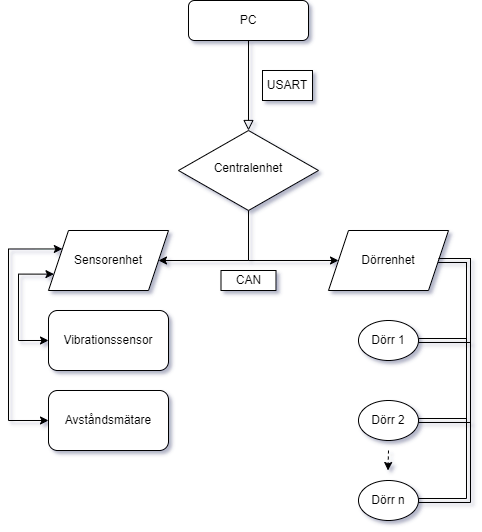 PC
USART
Centralenhet
Sensorenhet
Dörrenhet
CAN
Vibrationssensor
Dörr 1
Avståndsmätare
Dörr 2
Dörr n